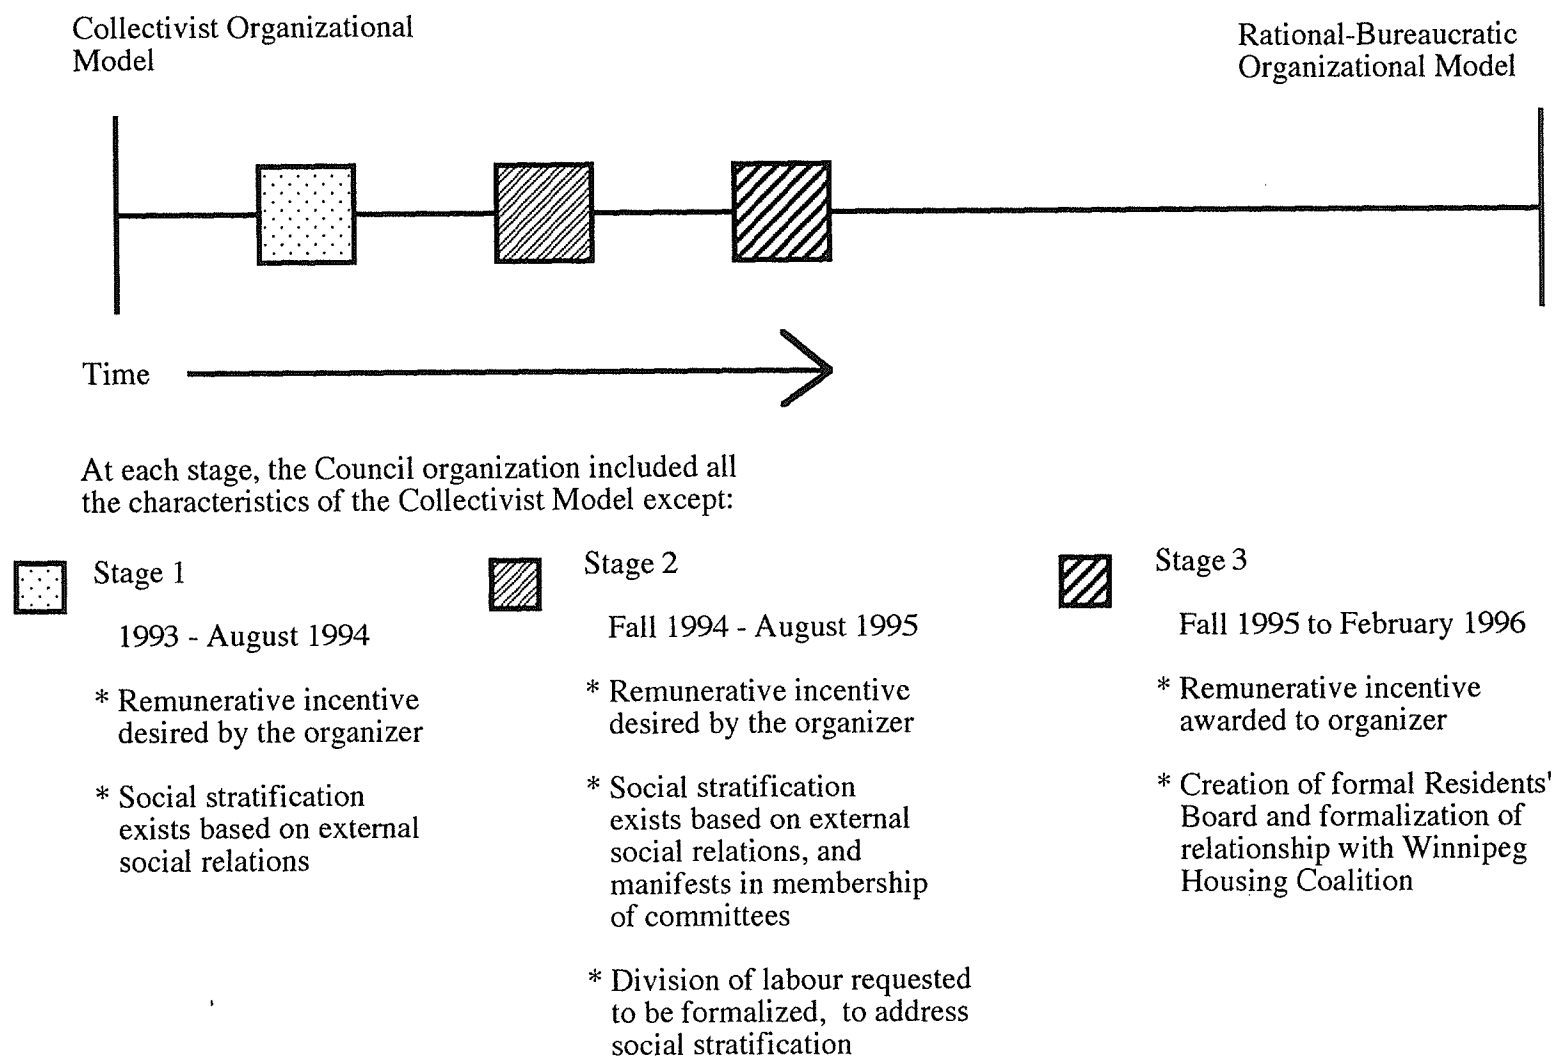 Collectivist Organizational
Model
Rational-Bureaucratic
Organizational Model
Time
At each stage, the Council organization included all
the characteristics of the Collectivist Model except:
Stage 1
1993 - August 1994
* Remunerative incentive
desired by the organizer
* Social stratification
exists based on external
social relations
Stage 2
Fall 1994 - August 1995
* Remunerative incentive
desired by the organizer
* Social stratification
exists based on external
social relations, and
manifests in membership
of committees
* Division of labour requested
to be formalized, to address
social stratification
Stage 3
Fall 1995 to February 1996
* Remunerative incentive
awarded to organizer
* Creation of formal Residents'
Board and formalization of
relationship with Winnipeg
Housing Coalition